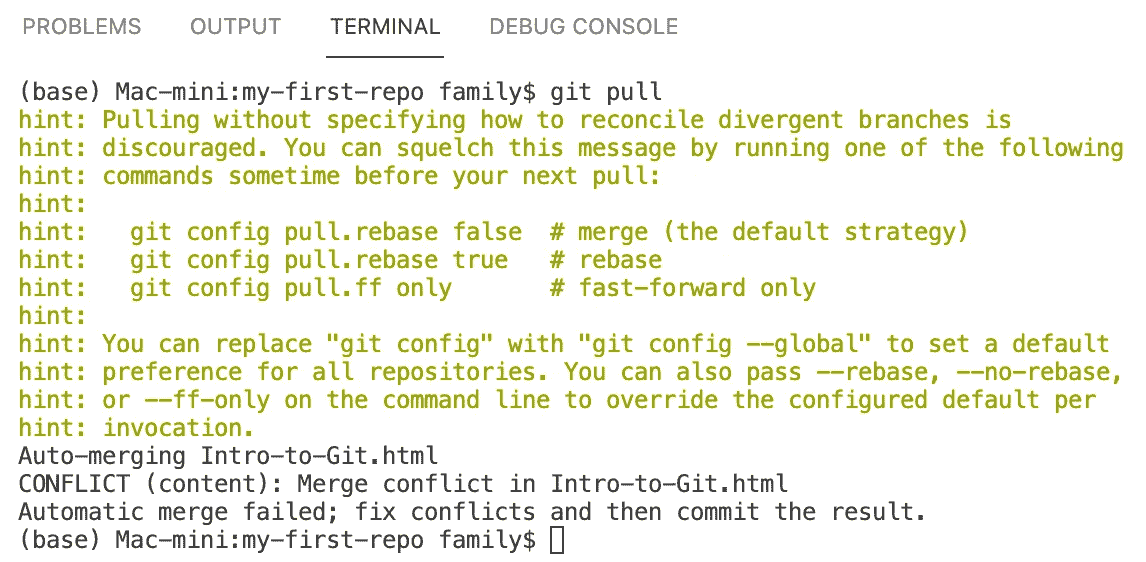 PROBLEMS OUTPUT TERMINAL DEBUG CONSOLE
(base) Mac-mini:my-first-repo family$ git pull
hint: Pulling without specifying how to reconcile divergent branches is
hint: discouraged. You can squelch this message by running one of the following
hint: commands sometime before your next pull:
hint:
hint:   git config pull.rebase false  # merge (the default strategy)
hint:   git config pull.rebase true   # rebase
hint:   git config pull.ff only       # fast-forward only
hint:
hint: You can replace "git config" with "git config --global" to set a default
hint: preference for all repositories. You can also pass --rebase, --no-rebase,
hint: or --ff-only on the command line to override the configured default per
hint: invocation.
Auto-merging Intro-to-Git.html
CONFLICT (content): Merge conflict in Intro-to-Git.html
Automatic merge failed; fix conflicts and then commit the result.
(base) Mac-mini:my-first-repo family$